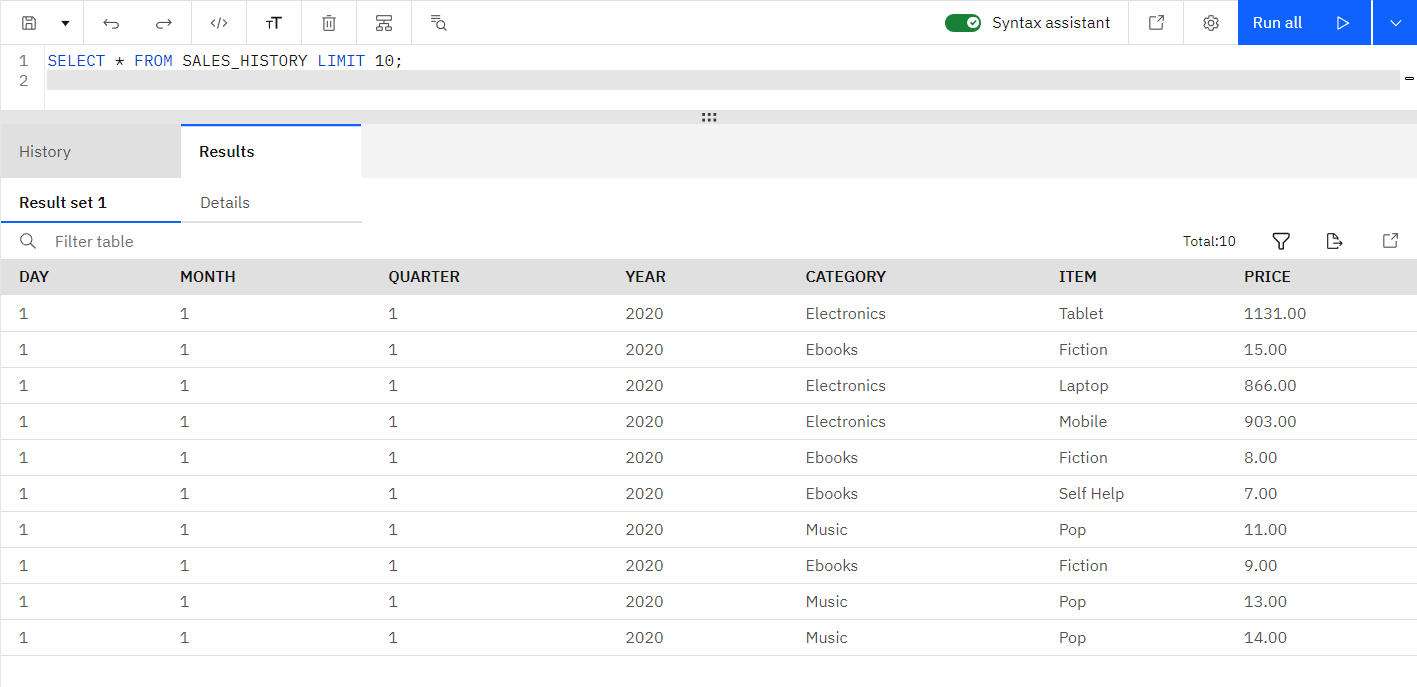 Syntax assistant Run all
1 SELECT * FROM SALES_HISTORY LIMIT 10;
2
History Results
Result set 1 Details
Filter table Total:10
DAY MONTH QUARTER YEAR CATEGORY ITEM PRICE
1 1 1 2020 Electronics Tablet 1131.00
1 1 1 2020 Ebooks Fiction 15.00
1 1 1 2020 Electronics Laptop 866.00
1 1 1 2020 Electronics Mobile 903.00
1 1 1 2020 Ebooks Fiction 8.00
1 1 1 2020 Ebooks Self Help 7.00
1 1 1 2020 Music Pop 11.00
1 1 1 2020 Ebooks Fiction 9.00
1 1 1 2020 Music Pop 13.00
1 1 1 2020 Music Pop 14.00